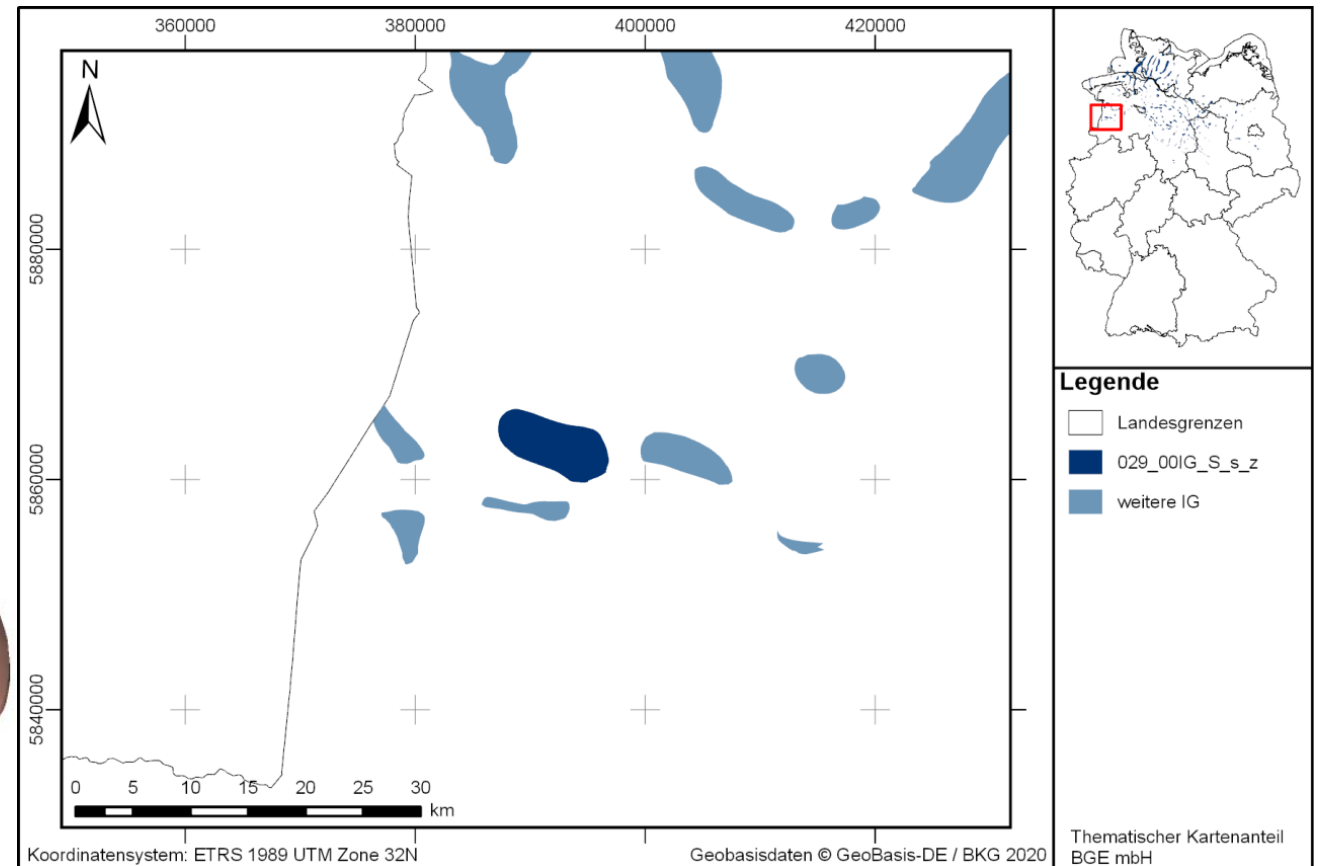 360000 380000 400000 420000
N
5880000
5860000
5840000
0 5 10 15 20 25 30
km
Koordinatensystem: ETRS 1989 UTM Zone 32N
Geobasisdaten © GeoBasis-DE / BKG 2020
Legende
Landesgrenzen
029_00IG_S_s_z
weitere IG
Thematischer Kartenanteil
BGE mbH